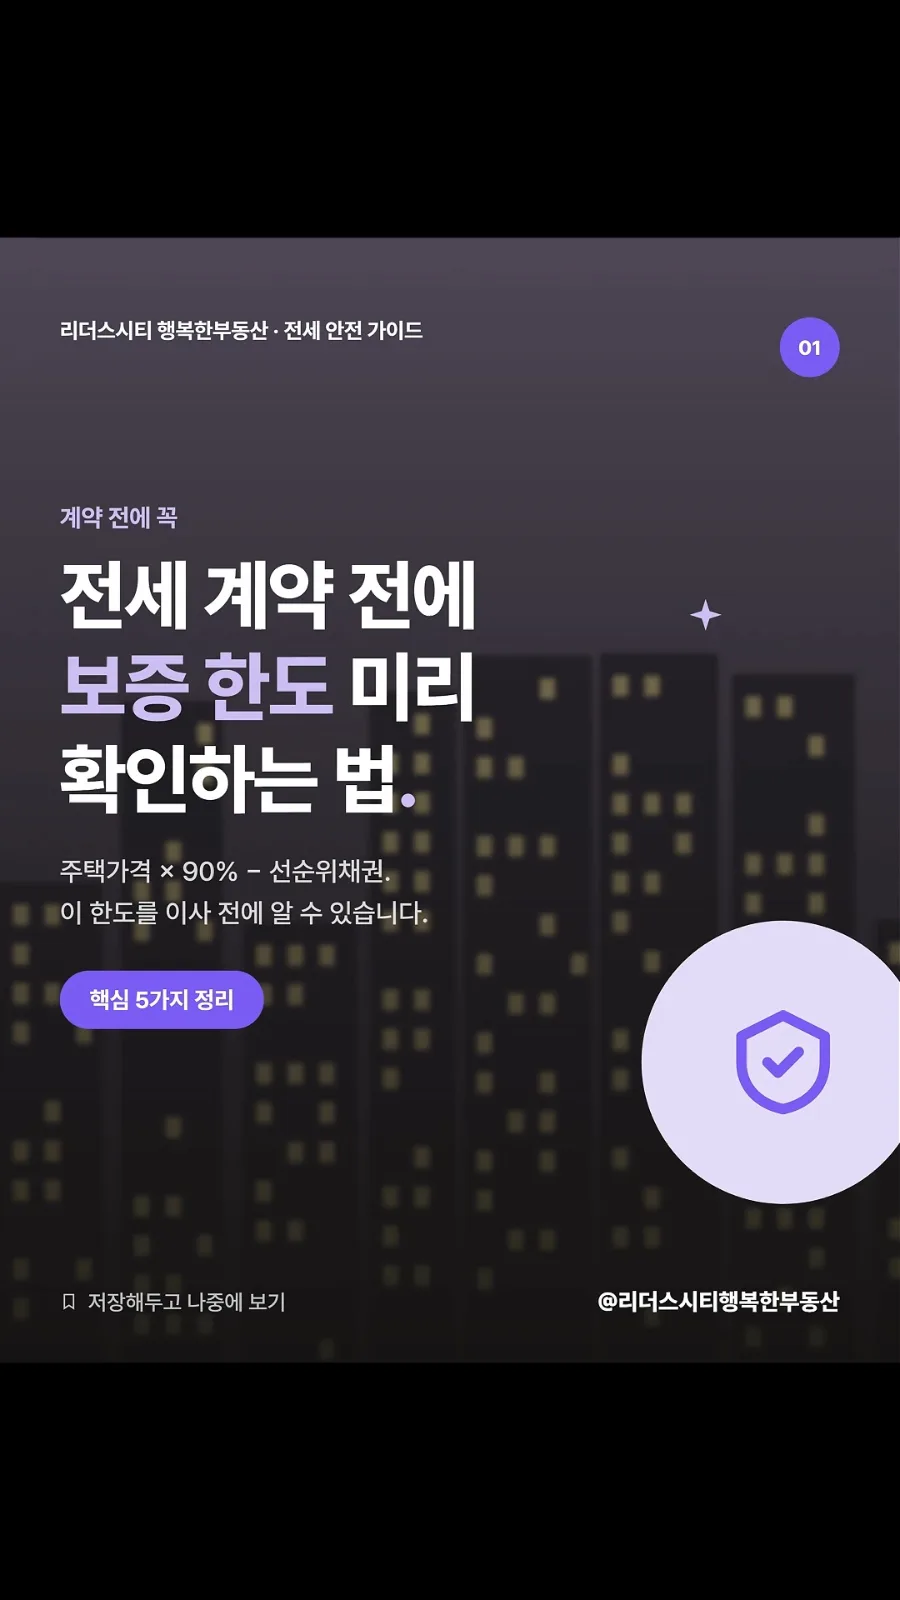 리더스시티 행복한부동산 · 전세 안전 가이드
01
계약 전에 꼭
전세 계약 전에
보증 한도 미리
확인하는 법.
주택가격 × 90% − 선순위채권.
이 한도를 이사 전에 알 수 있습니다.
핵심 5가지 정리
저장해두고 나중에 보기
@리더스시티행복한부동산